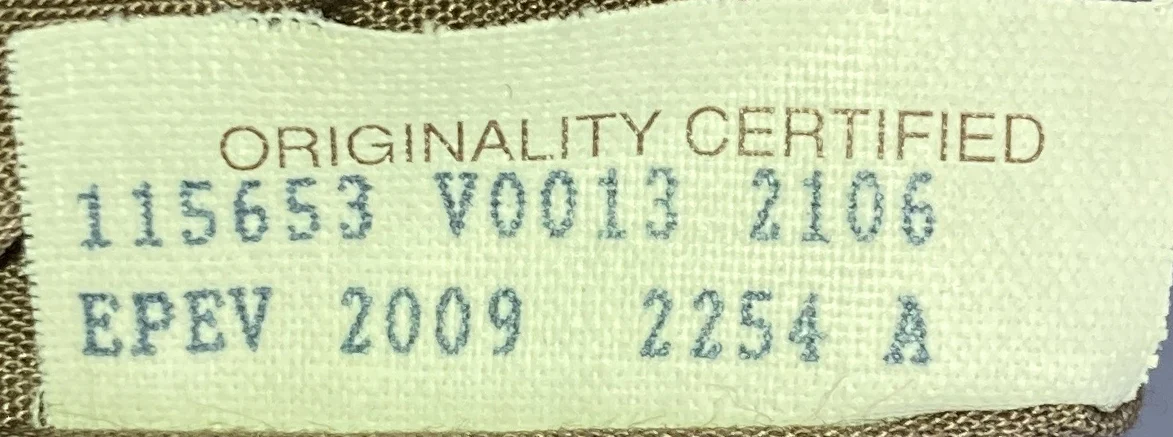 ORIGINALITY CERTIFIED
115653 V0013 2106
EPEV 2009 2254 A